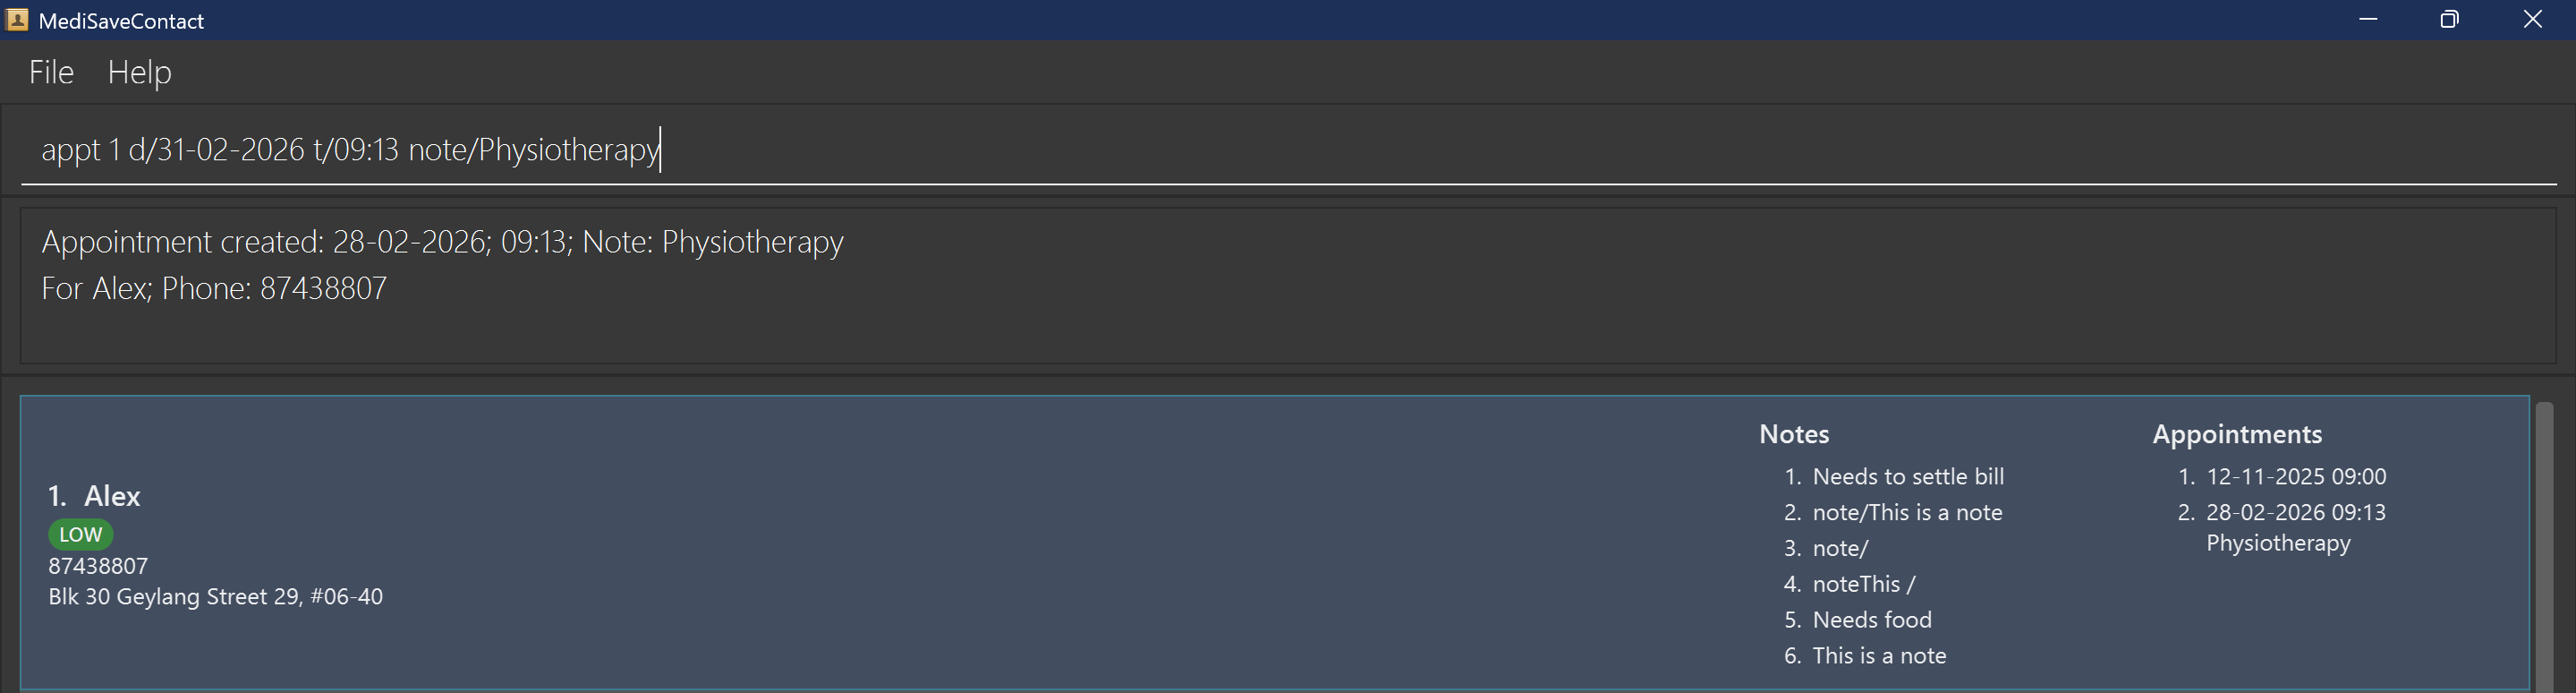 MediSaveContact
File Help
appt 1 d/31-02-2026 t/09:13 note/Physiotherapy
Appointment created: 28-02-2026; 09:13; Note: Physiotherapy
For Alex; Phone: 87438807
1. Alex
LOW
87438807
Blk 30 Geylang Street 29, #06-40
Notes
1. Needs to settle bill
2. note/This is a note
3. note/
4. noteThis /
5. Needs food
6. This is a note
Appointments
1. 12-11-2025 09:00
2. 28-02-2026 09:13
Physiotherapy